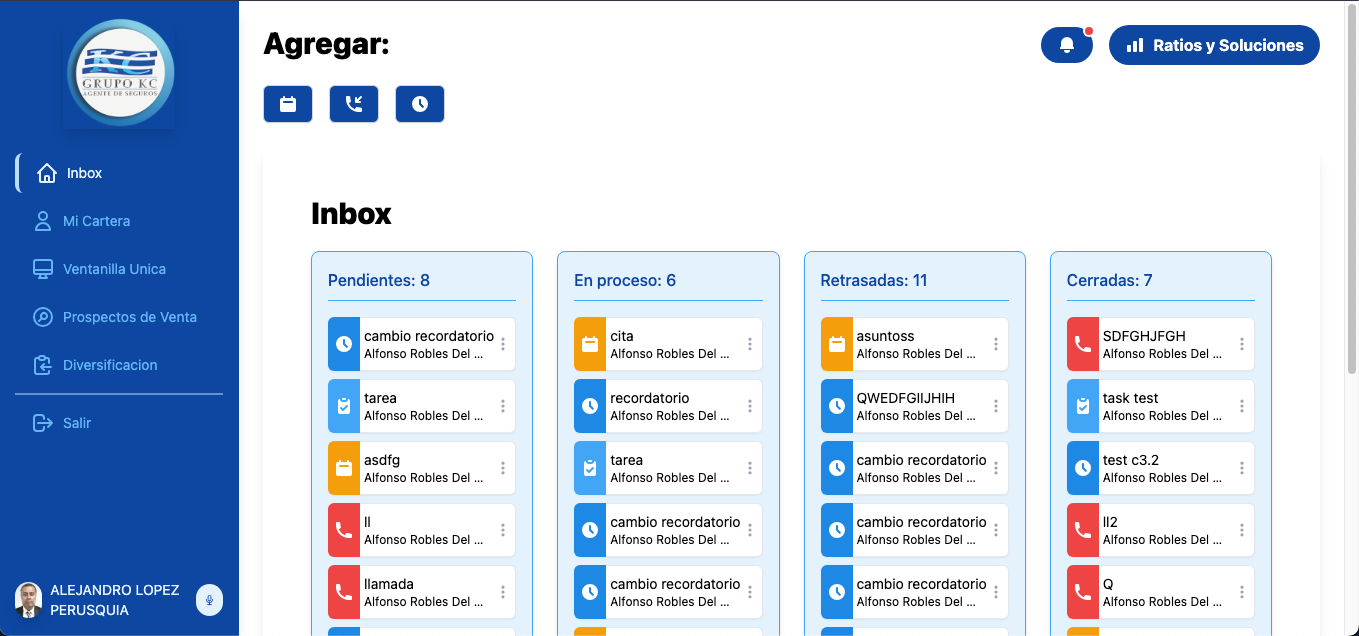 KC
GRUPO KC
AGENTE DE SEGUROS
Inbox
Mi Cartera
Ventanilla Unica
Prospectos de Venta
Diversificacion
Salir
ALEJANDRO LOPEZ
PERUSQUIA
Agregar:
Ratios y Soluciones
Inbox
Pendientes: 8
cambio recordatorio
Alfonso Robles Del ...
tarea
Alfonso Robles Del ...
asdfg
Alfonso Robles Del ...
ll
Alfonso Robles Del ...
llamada
Alfonso Robles Del ...
En proceso: 6
cita
Alfonso Robles Del ...
recordatorio
Alfonso Robles Del ...
tarea
Alfonso Robles Del ...
cambio recordatorio
Alfonso Robles Del ...
cambio recordatorio
Alfonso Robles Del ...
Retrasadas: 11
asuntoss
Alfonso Robles Del ...
QWEDFGIIJHIH
Alfonso Robles Del ...
cambio recordatorio
Alfonso Robles Del ...
cambio recordatorio
Alfonso Robles Del ...
cambio recordatorio
Alfonso Robles Del ...
Cerradas: 7
SDFGHJFGH
Alfonso Robles Del ...
task test
Alfonso Robles Del ...
test c3.2
Alfonso Robles Del ...
ll2
Alfonso Robles Del ...
Q
Alfonso Robles Del ...